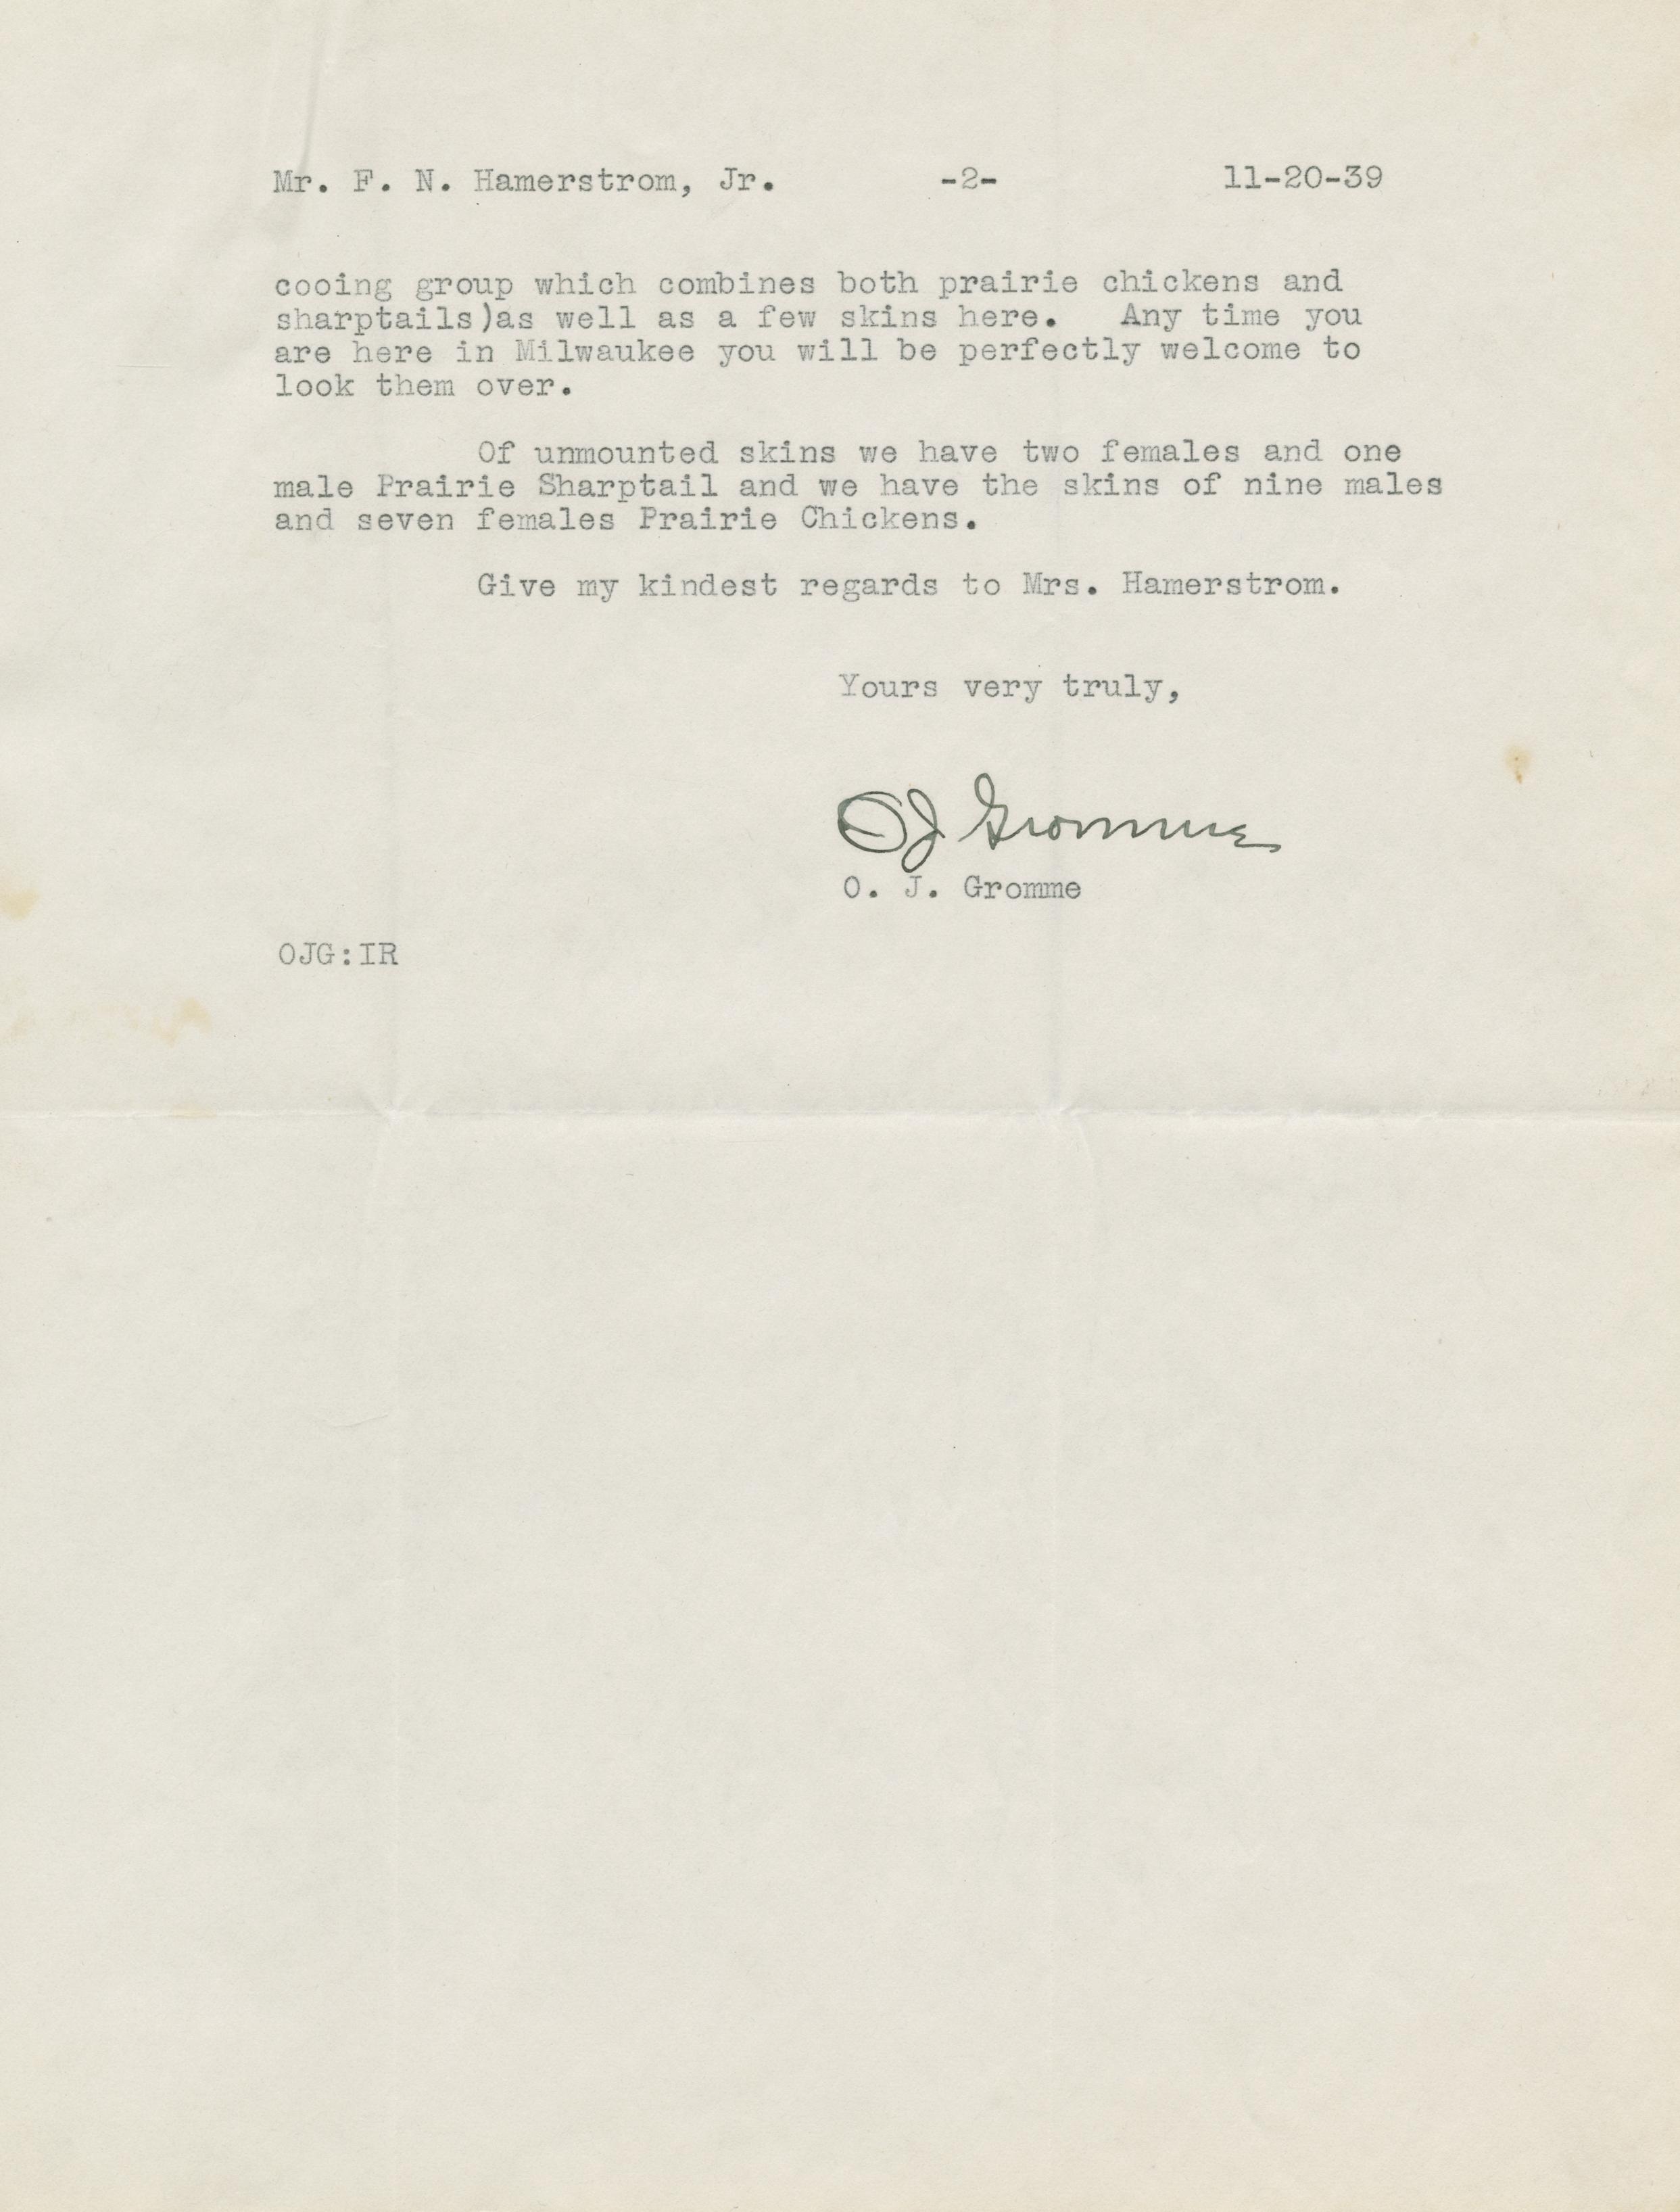 Mr. F. N. Hamerstrom, Jr. -2- 11-20-39
cooing group which combines both prairie chickens and
sharptails)as well as a few skins here. Any time you
are here in Milwaukee you will be perfectly welcome to
look them over.
Of unmounted skins we have two females and one
male Prairie Sharptail and we have the skins of nine males
and seven females Prairie Chickens.
Give my kindest regards to Mrs. Hamerstrom.
Yours very truly,
OJ Gromme
O. J. Gromme
OJG:IR